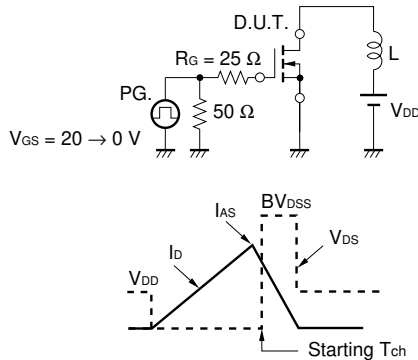 D.U.T.
RG = 25 Ω
L
PG.
50 Ω
VDD
VGS = 20 → 0 V
BVDSS
IAS
VDS
ID
VDD
Starting Tch